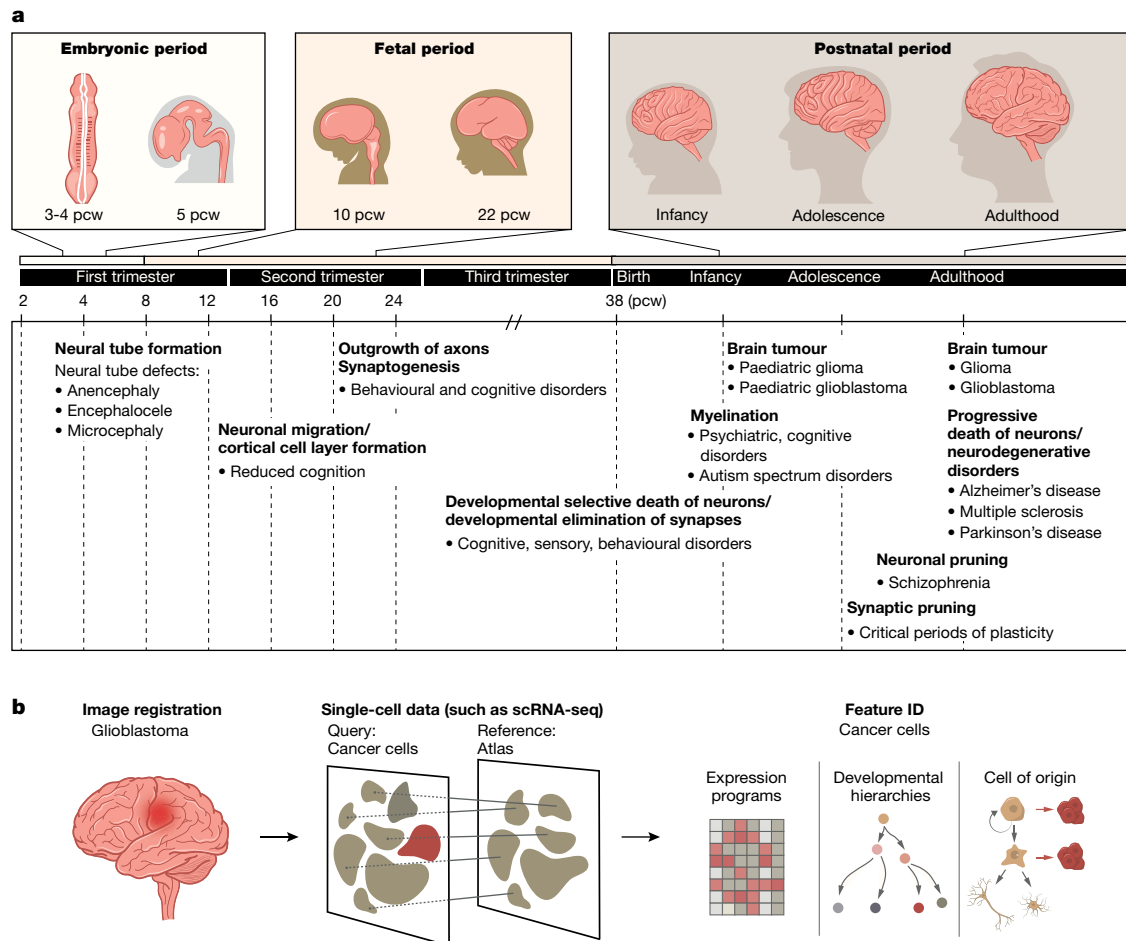 a
Embryonic period
3-4 pcw
5 pcw
Fetal period
10 pcw
22 pcw
Postnatal period
Infancy
Adolescence
Adulthood
First trimester
Second trimester
Third trimester
Birth
Infancy
Adolescence
Adulthood
2
4
8
12
16
20
24
38 (pcw)
Neural tube formation
Neural tube defects:
• Anencephaly
• Encephalocele
• Microcephaly
Neuronal migration/
cortical cell layer formation
• Reduced cognition
Outgrowth of axons
Synaptogenesis
• Behavioural and cognitive disorders
Developmental selective death of neurons/
developmental elimination of synapses
• Cognitive, sensory, behavioural disorders
Brain tumour
• Paediatric glioma
• Paediatric glioblastoma
Myelination
• Psychiatric, cognitive
disorders
• Autism spectrum disorders
Brain tumour
• Glioma
• Glioblastoma
Progressive
death of neurons/
neurodegenerative
disorders
• Alzheimer's disease
• Multiple sclerosis
• Parkinson's disease
Neuronal pruning
• Schizophrenia
Synaptic pruning
• Critical periods of plasticity
b
Image registration
Glioblastoma
Single-cell data (such as scRNA-seq)
Query:
Cancer cells
Reference:
Atlas
Feature ID
Cancer cells
Expression
programs
Developmental
hierarchies
Cell of origin